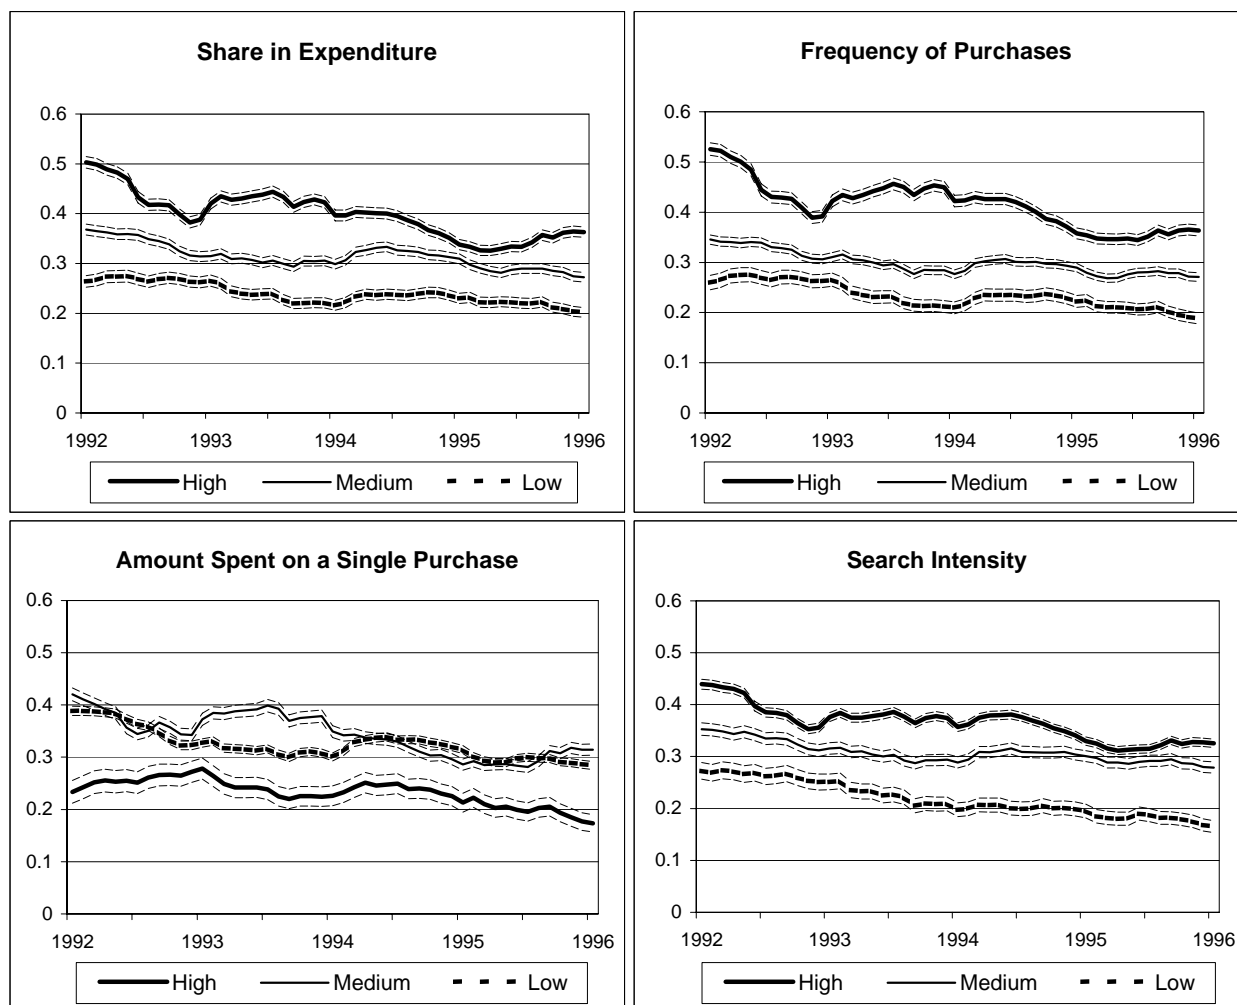 Share in Expenditure
0.6
0.5
0.4
0.3
0.2
0.1
0
1992 1993 1994 1995 1996
High Medium Low
Frequency of Purchases
0.6
0.5
0.4
0.3
0.2
0.1
0
1992 1993 1994 1995 1996
High Medium Low
Amount Spent on a Single Purchase
0.6
0.5
0.4
0.3
0.2
0.1
0
1992 1993 1994 1995 1996
High Medium Low
Search Intensity
0.6
0.5
0.4
0.3
0.2
0.1
0
1992 1993 1994 1995 1996
High Medium Low